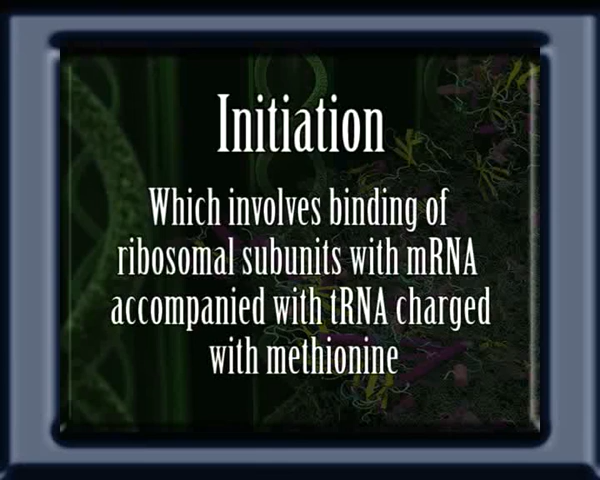 Initiation
Which involves binding of
ribosomal subunits with mRNA
accompanied with tRNA charged
with methionine